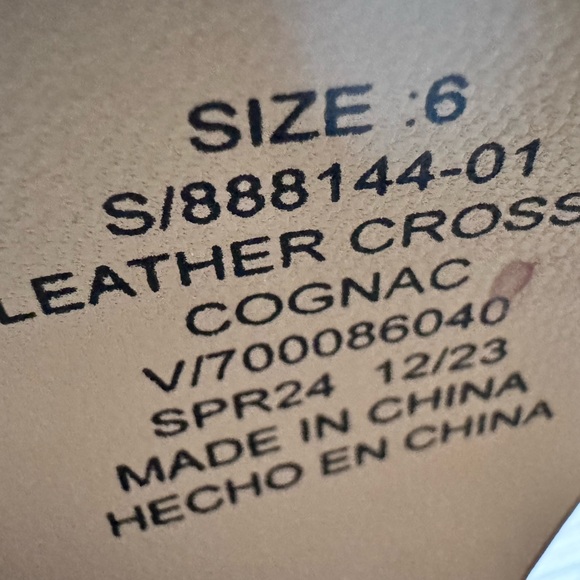 SIZE :6
S/888144-01
LEATHER CROSS
COGNAC
V/700086040
SPR24 12/23
MADE IN CHINA
HECHO EN CHINA